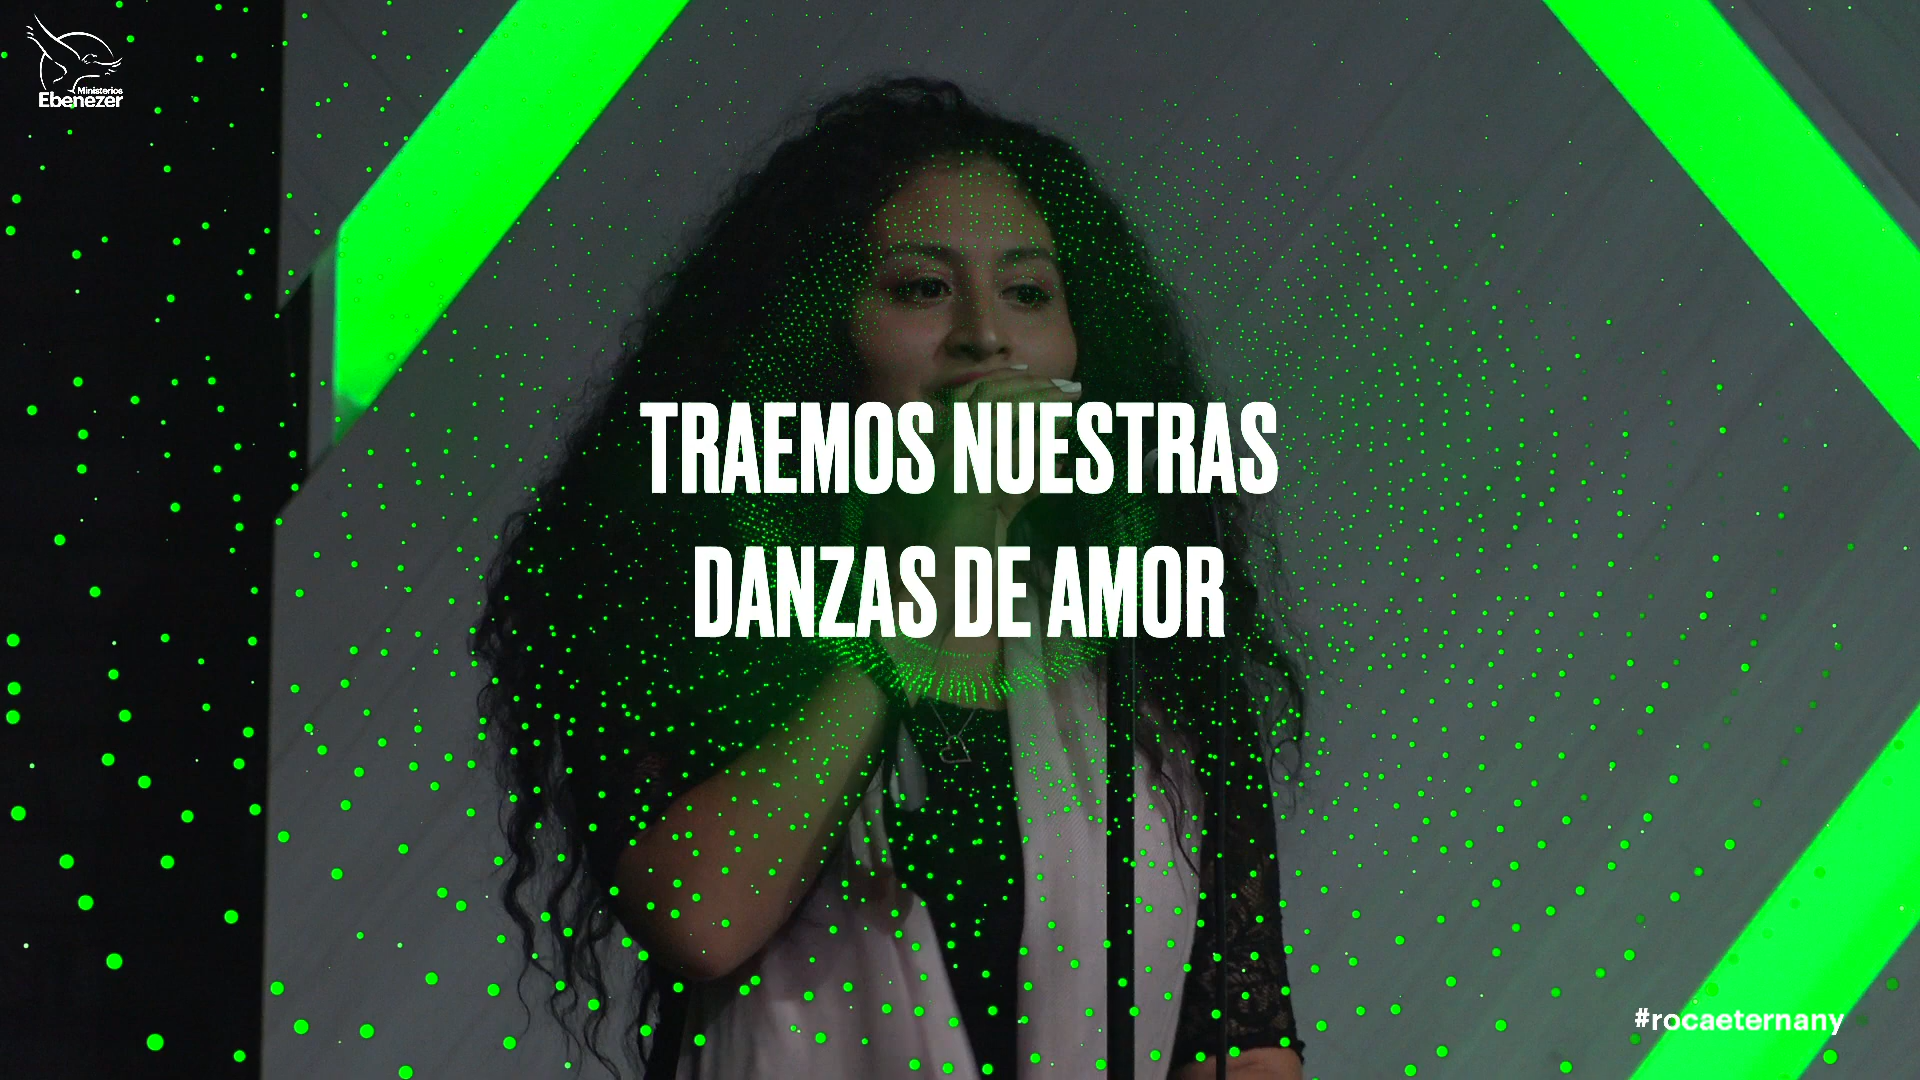 Ministerios
Ebenezer
TRAEMOS NUESTRAS
DANZAS DE AMOR
#rocaeternany